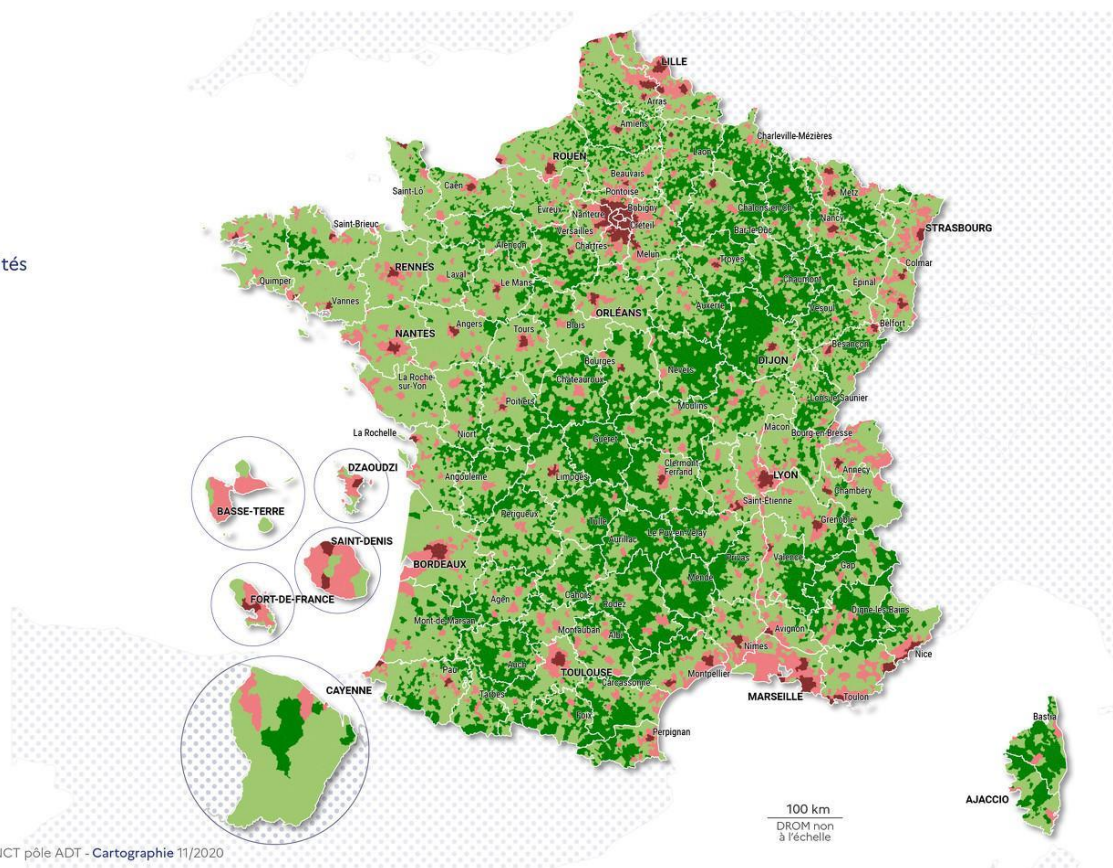 LILLE
Arras
Amiens
Charleville-Mézières
ROUEN
Laon
Beauvais
Saint-Lô
Caen
Pontoise
Metz
Évreux
Nanterre
Bobigny
Châlons-en-Ch.
Nancy
Saint-Brieuc
Versailles
Créteil
Bar-le-Duc
STRASBOURG
Alençon
Chartres
Melun
Troyes
tés
RENNES
Laval
Colmar
Quimper
Le Mans
Chaumont
Épinal
Vannes
ORLÉANS
Auxerre
Vesoul
NANTES
Angers
Tours
Blois
Belfort
Besançon
Bourges
DIJON
La Roche-
sur-Yon
Châteauroux
Nevers
Poitiers
Moulins
Lons-le-Saunier
La Rochelle
Niort
Guéret
Macon
Bourg-en-Bresse
DZAOUDZI
Angoulême
Limoges
Clermont-
Ferrand
LYON
Annecy
Chambéry
BASSE-TERRE
Périgueux
Saint-Étienne
Tulle
Grenoble
SAINT-DENIS
Aurillac
Le Puy-en-Velay
BORDEAUX
Privas
Valence
Gap
Mende
FORT-DE-FRANCE
Agen
Cahors
Rodez
Digne-les-Bains
Mont-de-Marsan
Montauban
Albi
Avignon
Nîmes
Nice
Pau
Auch
TOULOUSE
Montpellier
CAYENNE
Tarbes
Carcassonne
MARSEILLE
Toulon
Foix
Perpignan
Bastia
AJACCIO
100 km
DROM non
à l'échelle
NCT pôle ADT - Cartographie 11/2020